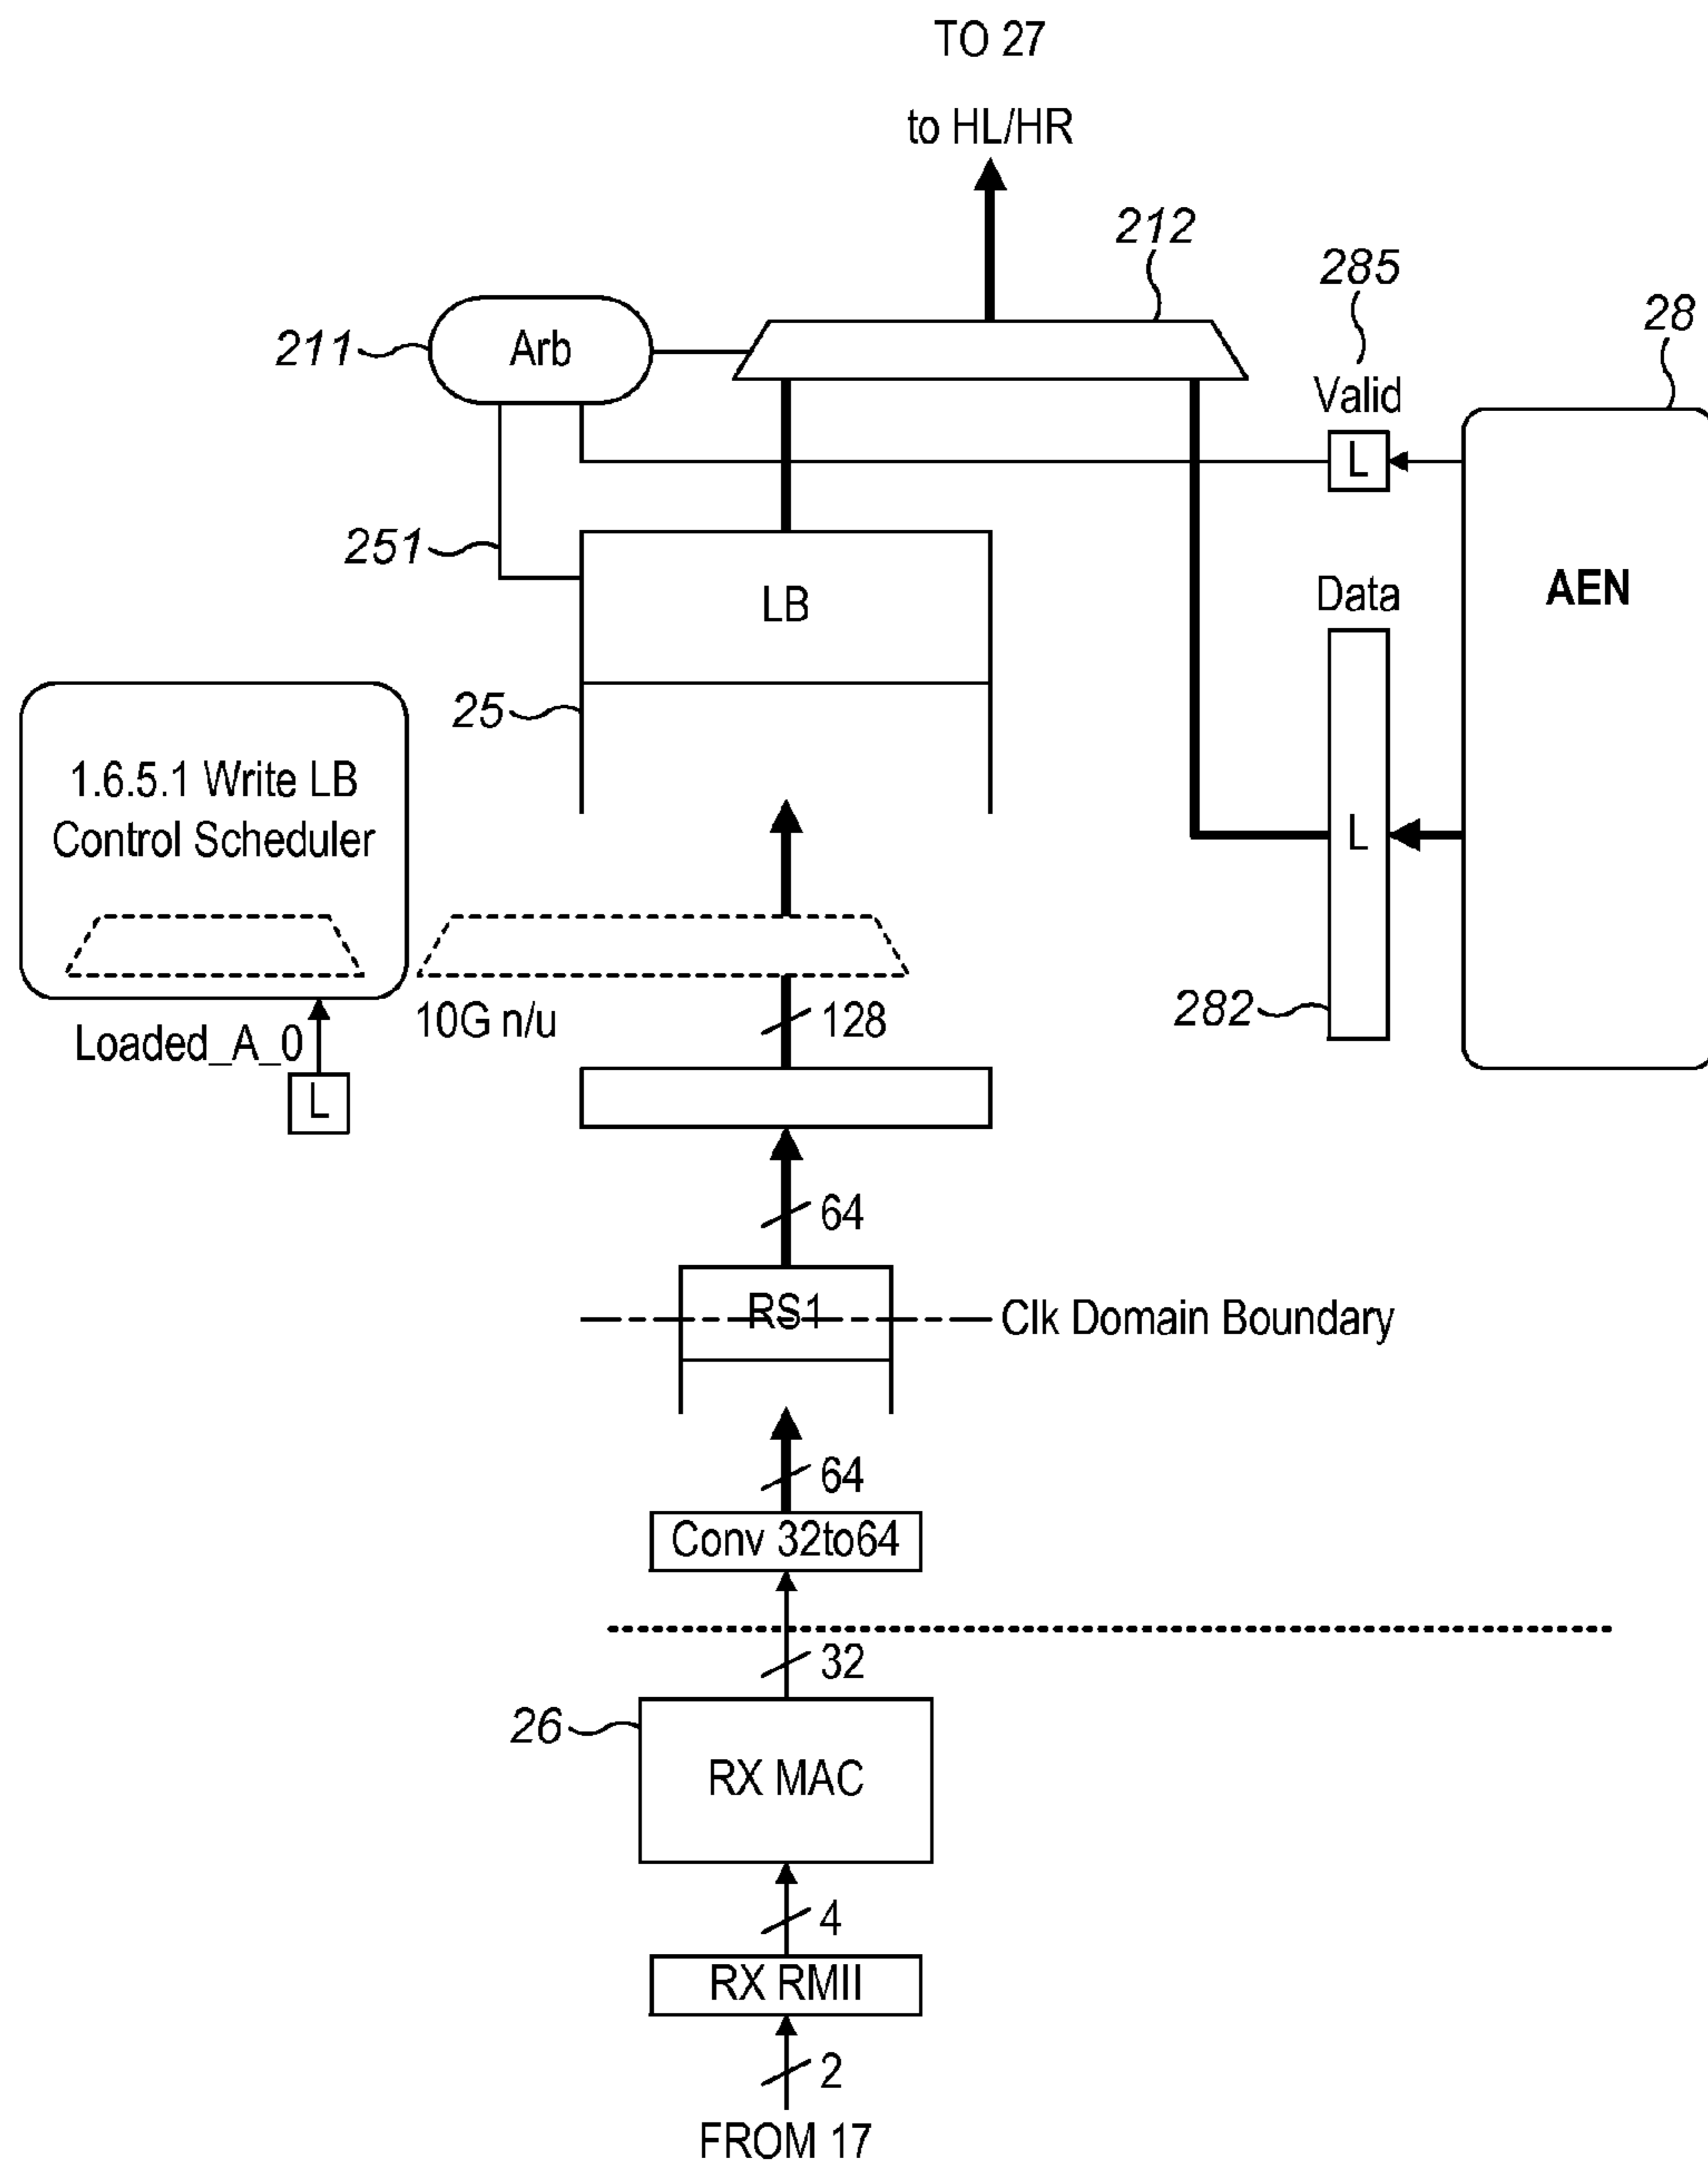 TO 27
to HL/HR
212
285
28
211
Arb
Valid
L
251
LB
Data
AEN
25
1.6.5.1 Write LB
Control Scheduler
L
282
10G n/u
128
Loaded_A_0
L
64
RS1
Clk Domain Boundary
64
Conv 32to64
32
26
RX MAC
4
RX RMII
2
FROM 17